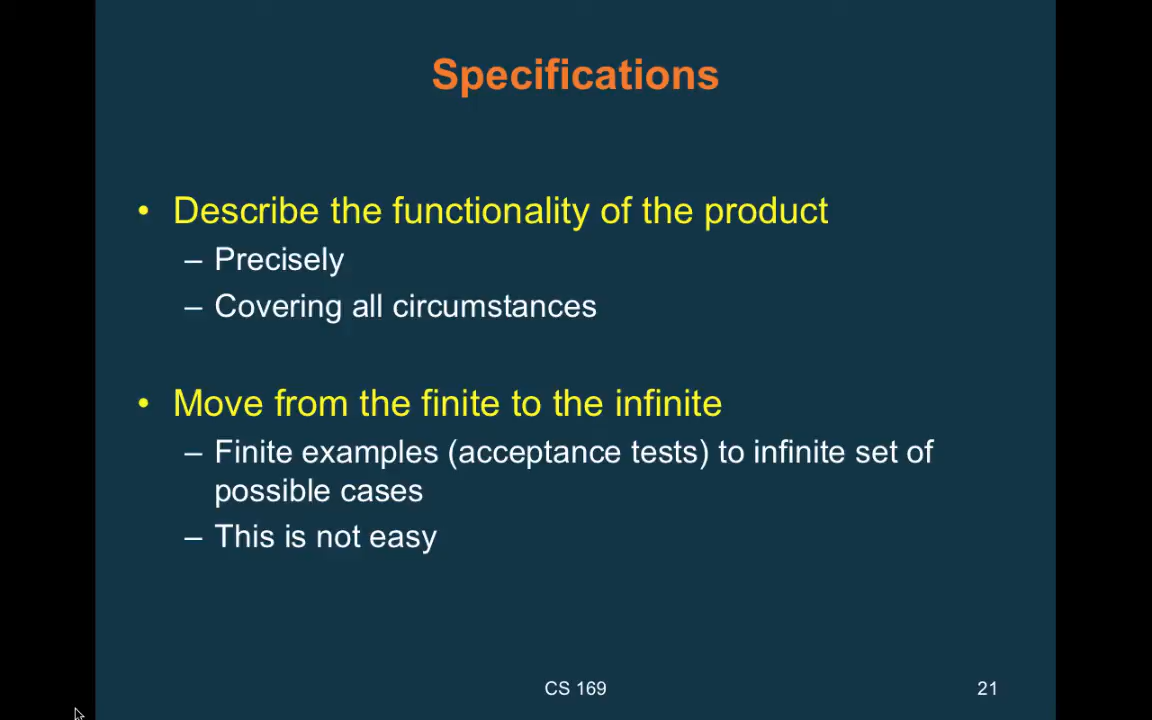 Specifications
• Describe the functionality of the product
– Precisely
– Covering all circumstances
• Move from the finite to the infinite
– Finite examples (acceptance tests) to infinite set of
possible cases
– This is not easy
CS 169
21